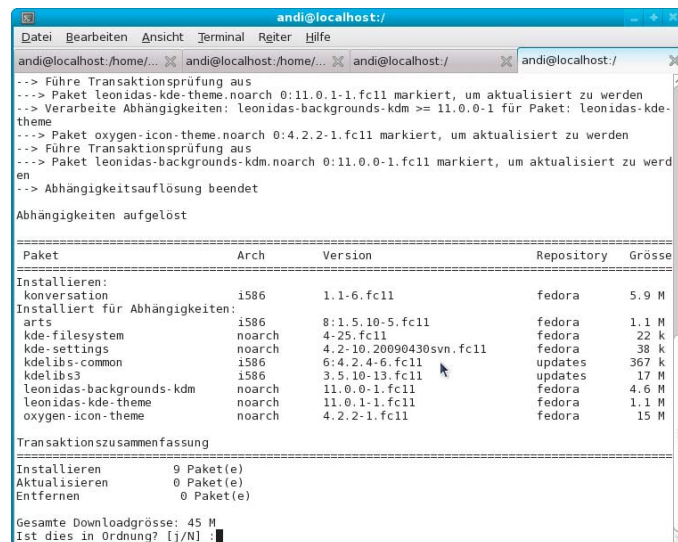 andi@localhost:/
Datei Bearbeiten Ansicht Terminal Reiter Hilfe
andi@localhost:/home/... andi@localhost:/home/... andi@localhost:/ andi@localhost:/
--> Führe Transaktionsprüfung aus
---> Paket leonidas-kde-theme.noarch 0:11.0.1-1.fc11 markiert, um aktualisiert zu werden
--> Verarbeite Abhängigkeiten: leonidas-backgrounds-kdm >= 11.0.0-1 für Paket: leonidas-kde-
theme
---> Paket oxygen-icon-theme.noarch 0:4.2.2-1.fc11 markiert, um aktualisiert zu werden
--> Führe Transaktionsprüfung aus
---> Paket leonidas-backgrounds-kdm.noarch 0:11.0.0-1.fc11 markiert, um aktualisiert zu werd
en
--> Abhängigkeitsauflösung beendet
Abhängigkeiten aufgelöst
================================================================================
Paket Arch Version Repository Grösse
================================================================================
Installieren:
konversation i586 1.1-6.fc11 fedora 5.9 M
Installiert für Abhängigkeiten:
arts i586 8:1.5.10-5.fc11 fedora 1.1 M
kde-filesystem noarch 4-25.fc11 fedora 22 k
kde-settings noarch 4.2-10.20090430svn.fc11 fedora 38 k
kdelibs-common i586 6:4.2.4-6.fc11 updates 367 k
kdelibs3 i586 3.5.10-13.fc11 updates 17 M
leonidas-backgrounds-kdm noarch 11.0.0-1.fc11 fedora 4.6 M
leonidas-kde-theme noarch 11.0.1-1.fc11 fedora 1.1 M
oxygen-icon-theme noarch 4.2.2-1.fc11 fedora 15 M
Transaktionszusammenfassung
================================================================================
Installieren 9 Paket(e)
Aktualisieren 0 Paket(e)
Entfernen 0 Paket(e)
Gesamte Downloadgrösse: 45 M
Ist dies in Ordnung? [j/N] :